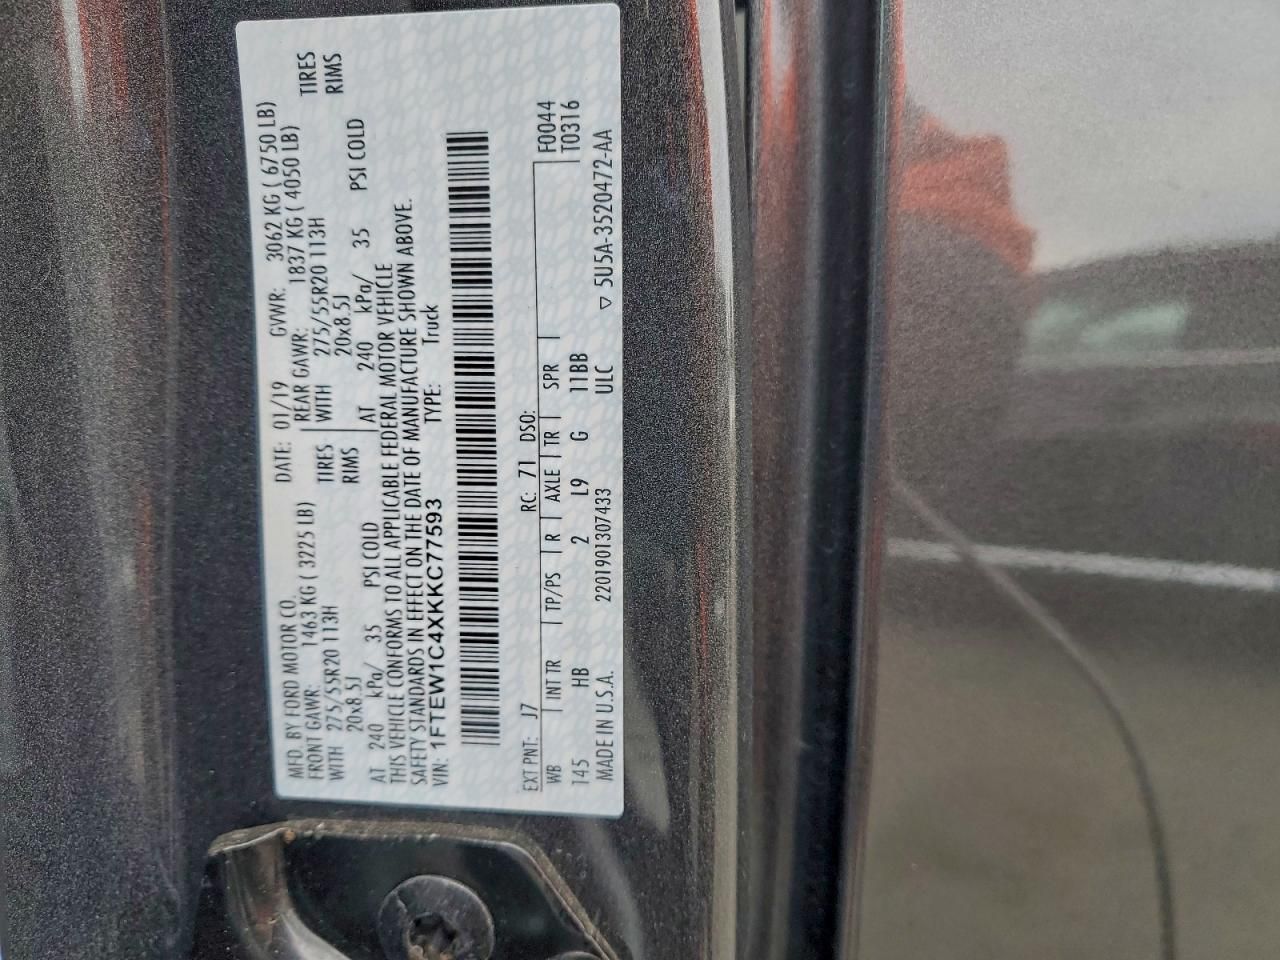 MFD. BY FORD MOTOR CO. DATE: 01/19 GVWR: 3062 KG ( 6750 LB)
FRONT GAWR: 1463 KG ( 3225 LB) REAR GAWR: 1837 KG ( 4050 LB)
WITH 275/55R20 113H TIRES WITH 275/55R20 113H TIRES
20x8.5J RIMS 20x8.5J RIMS
AT 240 kPa/ 35 PSI COLD AT 240 kPa/ 35 PSI COLD
THIS VEHICLE CONFORMS TO ALL APPLICABLE FEDERAL MOTOR VEHICLE
SAFETY STANDARDS IN EFFECT ON THE DATE OF MANUFACTURE SHOWN ABOVE.
VIN: 1FTEW1C4XKKC77593 TYPE: Truck
EXT PNT: J7 RC: 71 DSO: F0044
WB INT TR TP/PS R AXLE TR SPR T0316
145 HB 2 L9 G 11BB
MADE IN U.S.A. 2201901307433 ULC ▽ 5U5A-3520472-AA